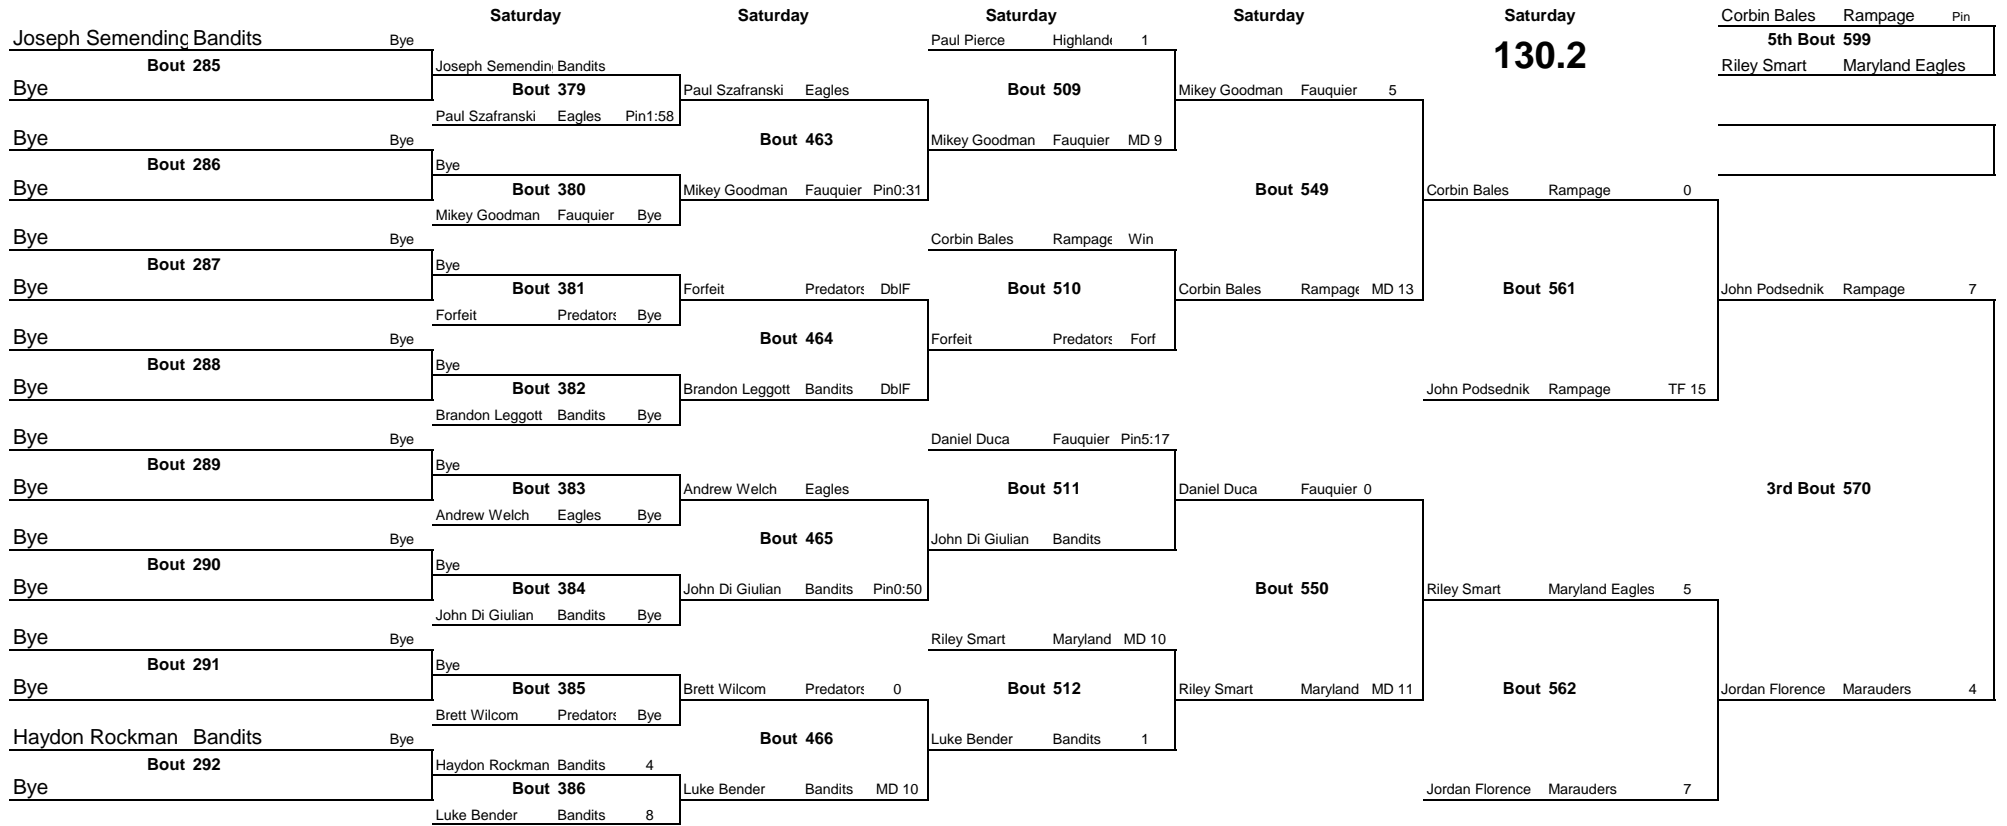 Saturday Saturday Saturday Saturday Saturday Corbin Bales Rampage Pin
Joseph Semending Bandits Bye Paul Pierce Highland 1 130.2 5th Bout 599
Bout 285 Joseph Semendin Bandits Riley Smart Maryland Eagles
Bye Bout 379 Paul Szafranski Eagles Bout 509 Mikey Goodman Fauquier 5
Paul Szafranski Eagles Pin1:58
Bye Bye Bout 463 Mikey Goodman Fauquier MD 9
Bout 286 Bye
Bye Bout 380 Mikey Goodman Fauquier Pin0:31 Bout 549 Corbin Bales Rampage 0
Mikey Goodman Fauquier Bye
Bye Bye Corbin Bales Rampage Win
Bout 287 Bye
Bye Bout 381 Forfeit Predators DblF Bout 510 Corbin Bales Rampage MD 13 Bout 561 John Podsednik Rampage 7
Forfeit Predators Bye
Bye Bye Bout 464 Forfeit Predators Forf
Bout 288 Bye
Bye Bout 382 Brandon Leggott Bandits DblF John Podsednik Rampage TF 15
Brandon Leggott Bandits Bye
Bye Bye Daniel Duca Fauquier Pin5:17
Bout 289 Bye
Bye Bout 383 Andrew Welch Eagles Bout 511 Daniel Duca Fauquier 0 3rd Bout 570
Andrew Welch Eagles Bye
Bye Bye Bout 465 John Di Giulian Bandits
Bout 290 Bye
Bye Bout 384 John Di Giulian Bandits Pin0:50 Bout 550 Riley Smart Maryland Eagles 5
John Di Giulian Bandits Bye
Bye Bye Riley Smart Maryland MD 10
Bout 291 Bye
Bye Bout 385 Brett Wilcom Predators 0 Bout 512 Riley Smart Maryland MD 11 Bout 562 Jordan Florence Marauders 4
Brett Wilcom Predators Bye
Haydon Rockman Bandits Bye Bout 466 Luke Bender Bandits 1
Bout 292 Haydon Rockman Bandits 4
Bye Bout 386 Luke Bender Bandits MD 10 Jordan Florence Marauders 7
Luke Bender Bandits 8